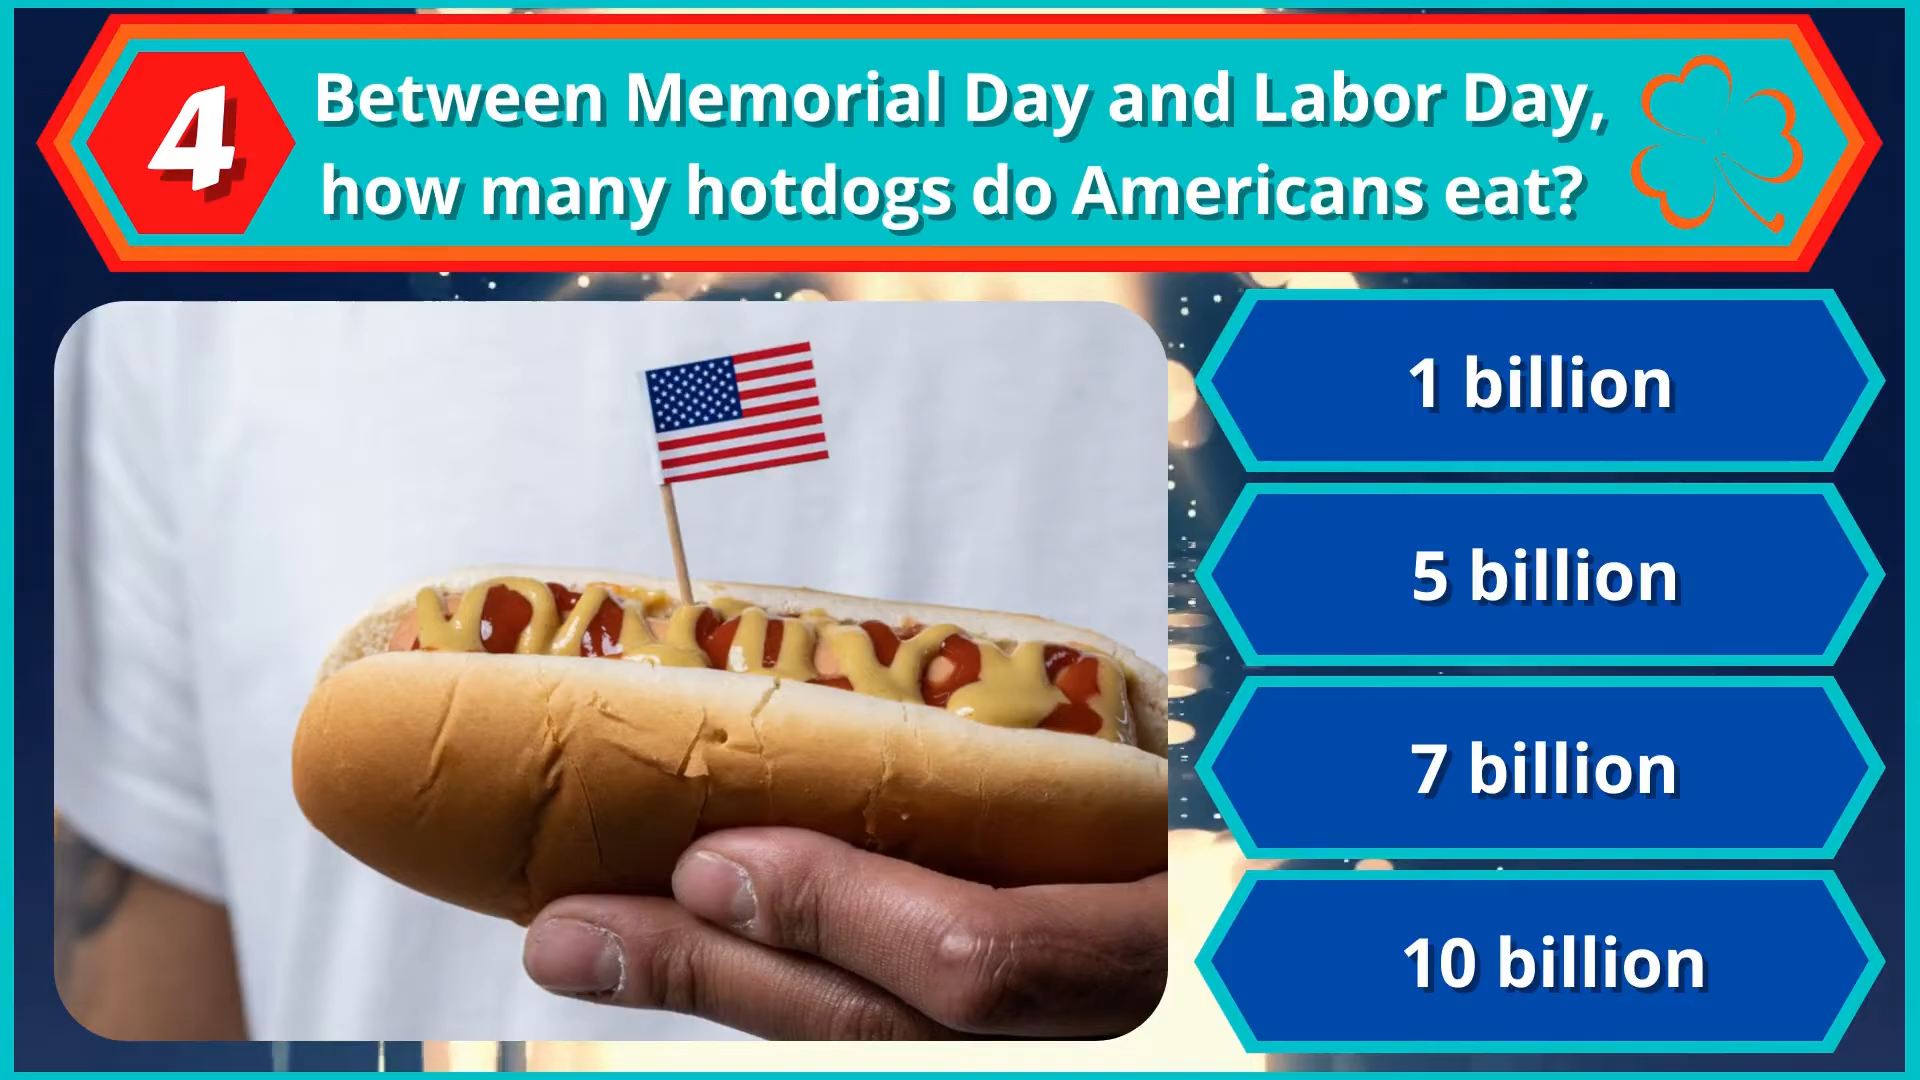 4
Between Memorial Day and Labor Day,
how many hotdogs do Americans eat?
1 billion
5 billion
7 billion
10 billion